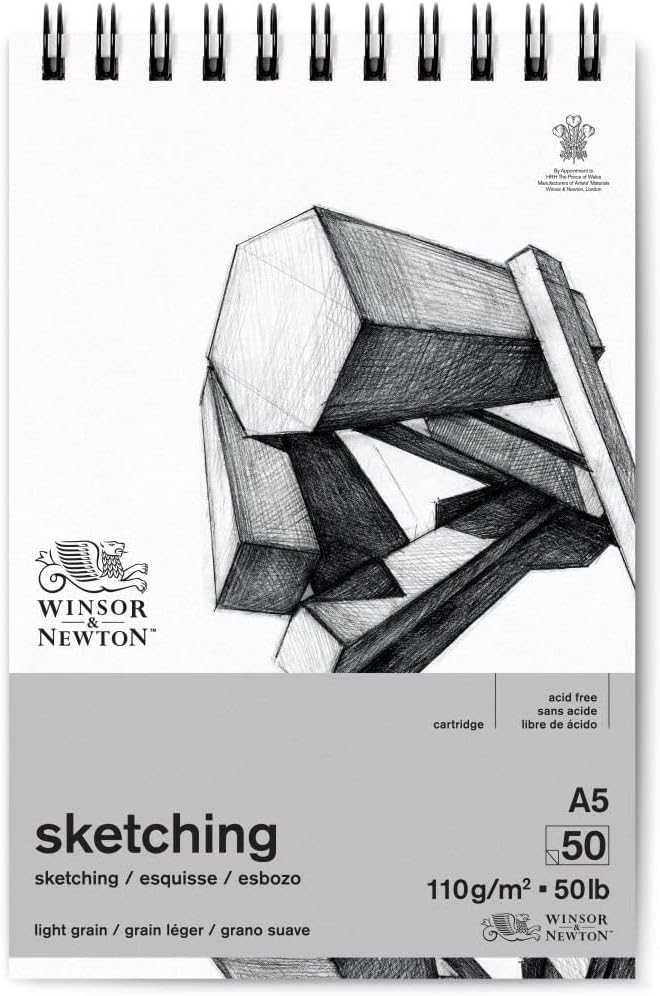 By Appointment to
HRH The Prince of Wales
Manufacturers of Artists' Materials
Winsor & Newton, London
WINSOR
&
NEWTON™
cartridge
acid free
sans acide
libre de ácido
A5
50
sketching
sketching / esquisse / esbozo
110g/m² ▪ 50lb
light grain / grain léger / grano suave
WINSOR
&
NEWTON™